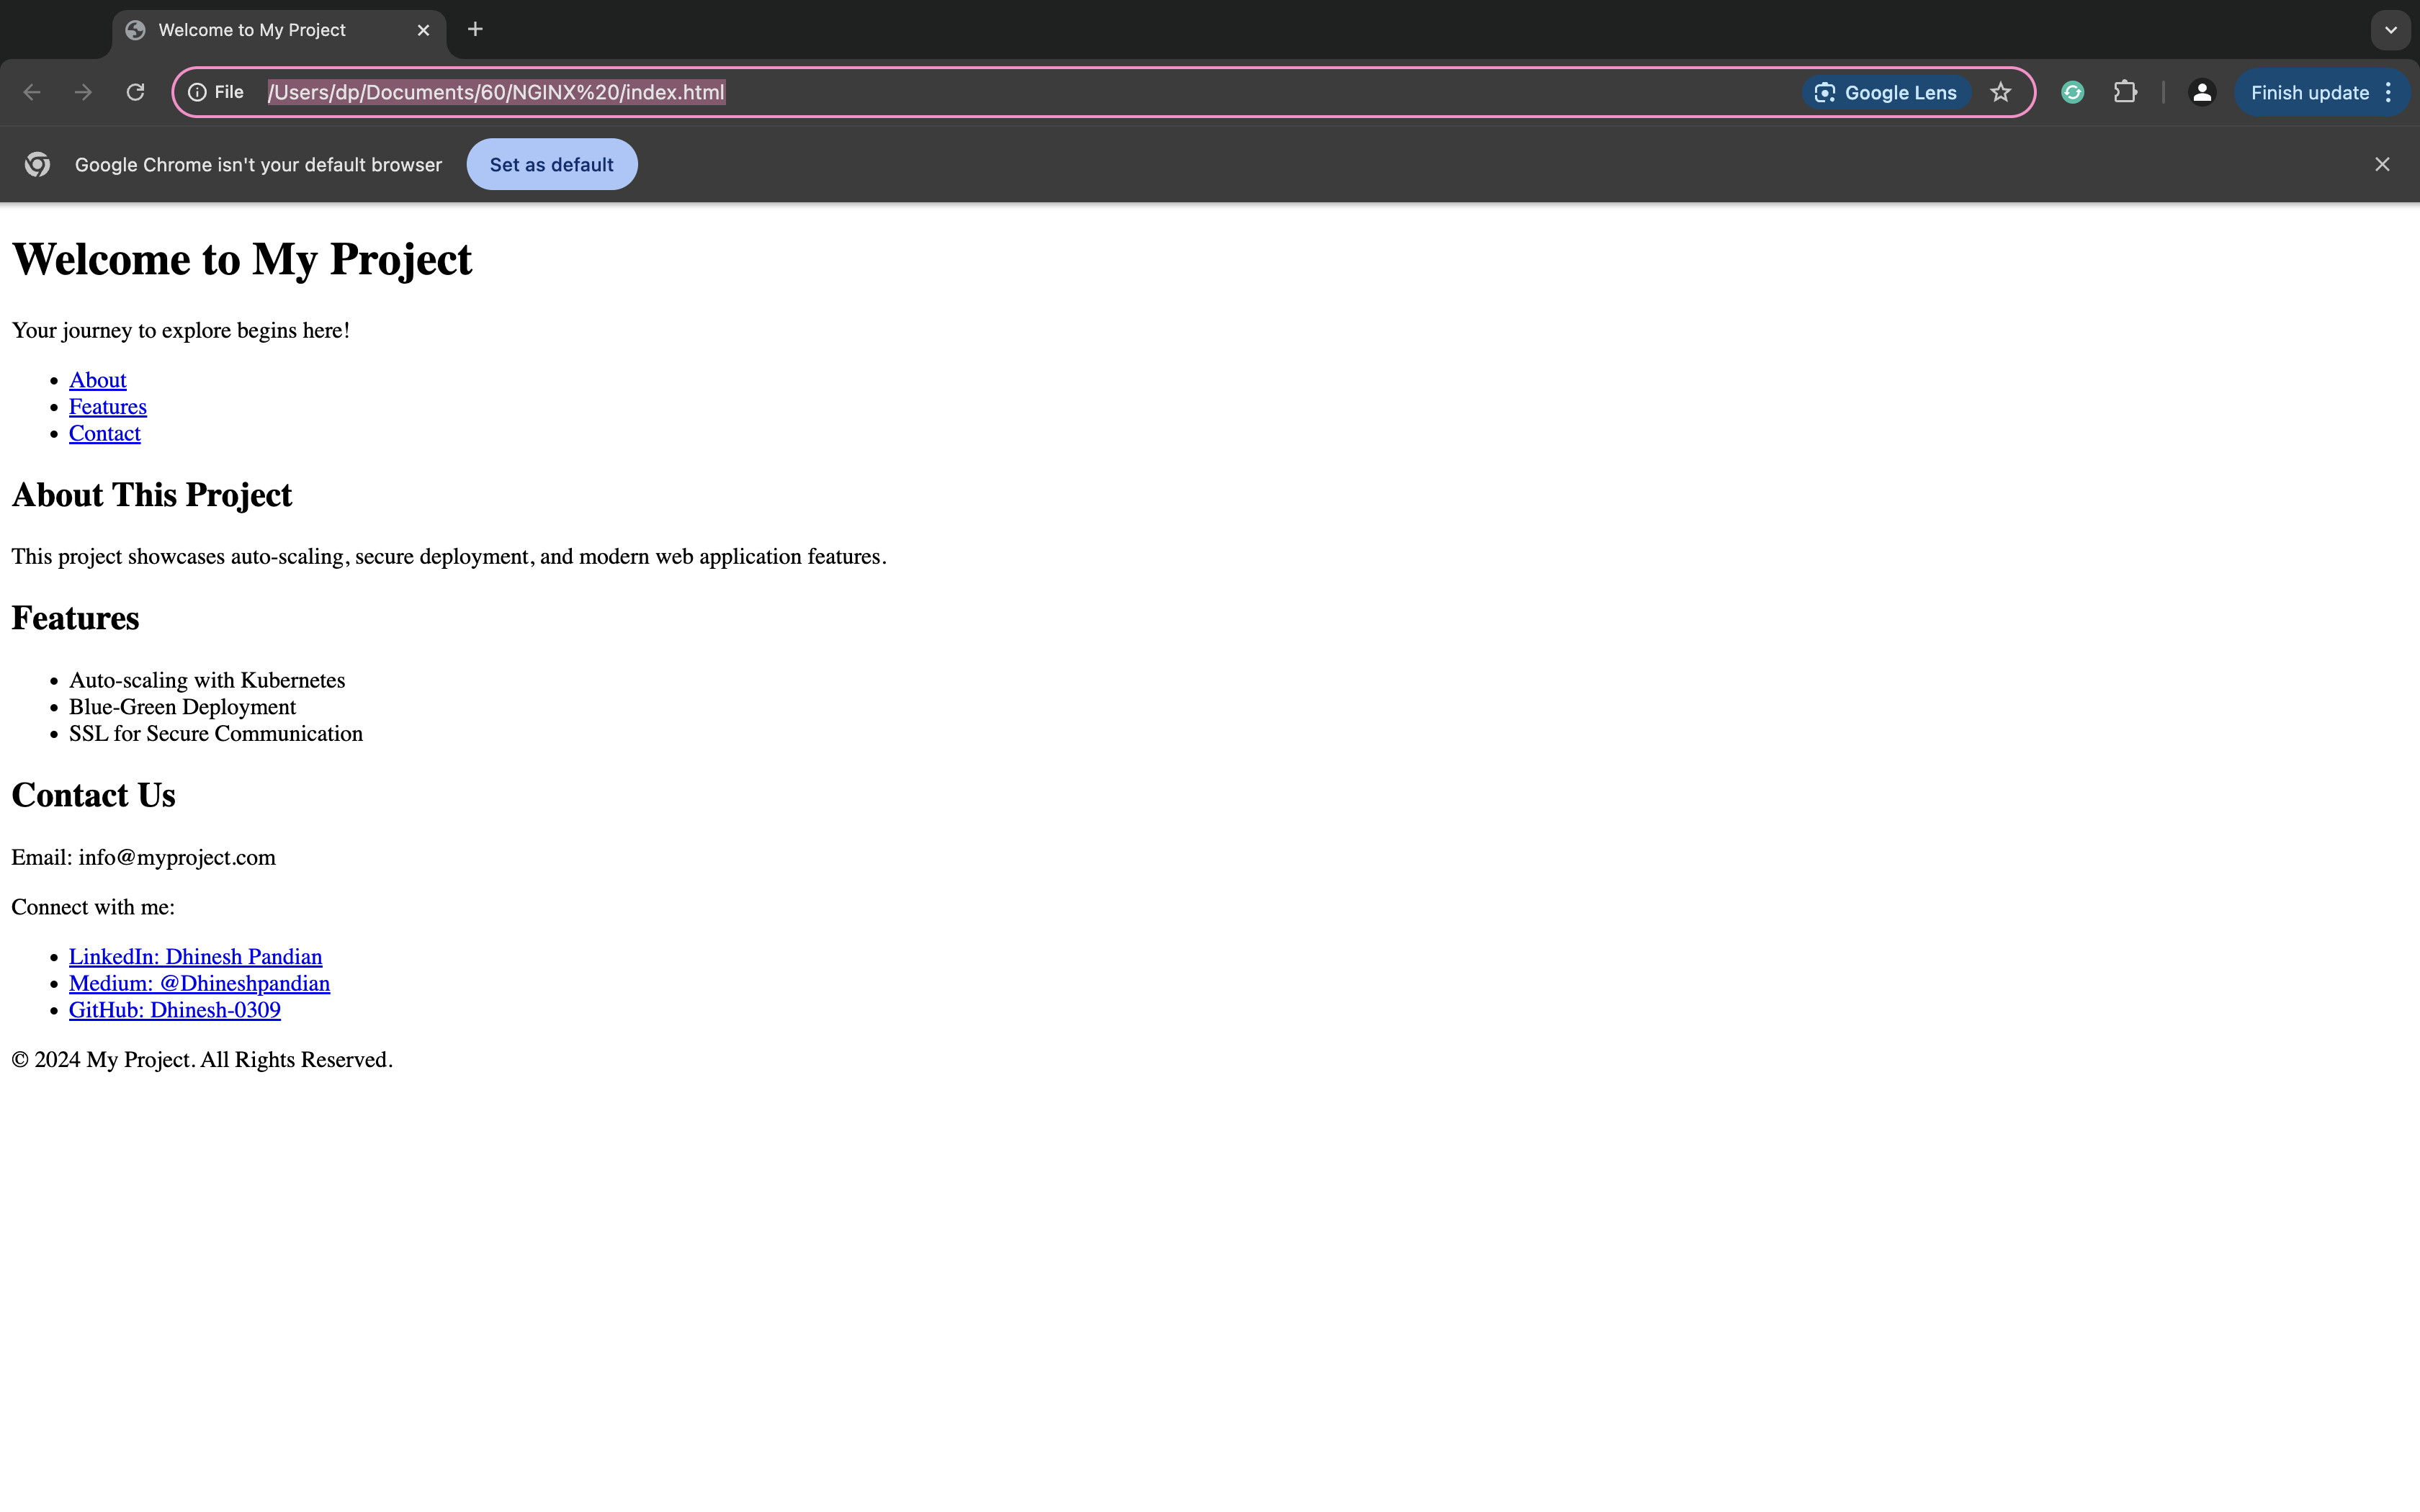 Welcome to My Project
File /Users/dp/Documents/60/NGINX%20/index.html Google Lens Finish update
Google Chrome isn't your default browser Set as default
Welcome to My Project
Your journey to explore begins here!
About
Features
Contact
About This Project
This project showcases auto-scaling, secure deployment, and modern web application features.
Features
Auto-scaling with Kubernetes
Blue-Green Deployment
SSL for Secure Communication
Contact Us
Email: info@myproject.com
Connect with me:
LinkedIn: Dhinesh Pandian
Medium: @Dhineshpandian
GitHub: Dhinesh-0309
© 2024 My Project. All Rights Reserved.